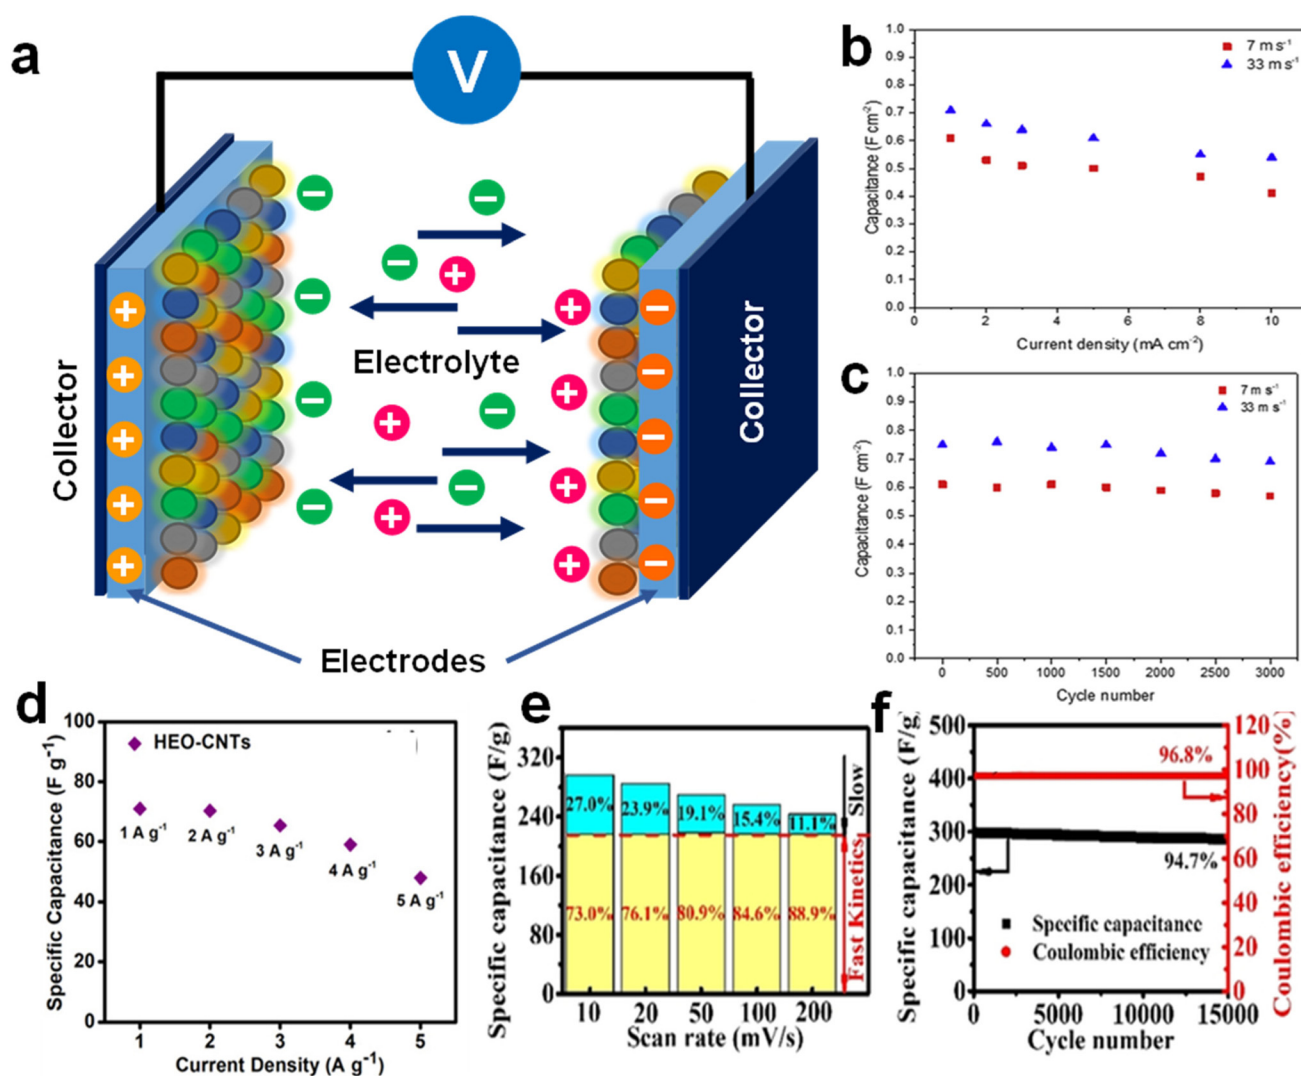 a
V
Collector
Electrolyte
Collector
Electrodes
+ + + + +
− − − − −
b
7 m s⁻¹
33 m s⁻¹
Capacitance (F cm⁻²)
1.0
0.9
0.8
0.7
0.6
0.5
0.4
0.3
0.2
0.1
0.0
0 2 4 6 8 10
Current density (mA cm⁻²)
c
7 m s⁻¹
33 m s⁻¹
Capacitance (F cm⁻²)
1.0
0.9
0.8
0.7
0.6
0.5
0.4
0.3
0.2
0.1
0.0
0 500 1000 1500 2000 2500 3000
Cycle number
d
HEO-CNTs
Specific Capacitance (F g⁻¹)
100
80
60
40
20
0
1 A g⁻¹
2 A g⁻¹
3 A g⁻¹
4 A g⁻¹
5 A g⁻¹
1 2 3 4 5
Current Density (A g⁻¹)
e
Specific capacitance (F/g)
360
240
160
80
0
27.0% 23.9% 19.1% 15.4% 11.1%
73.0% 76.1% 80.9% 84.6% 88.9%
Slow
Fast Kinetics
10 20 50 100 200
Scan rate (mV/s)
f
Specific capacitance (F/g)
500
400
300
200
100
0
96.8%
94.7%
Specific capacitance
Coulombic efficiency
120
100
80
60
40
20
0
Coulombic efficiency(%)
0 5000 10000 15000
Cycle number